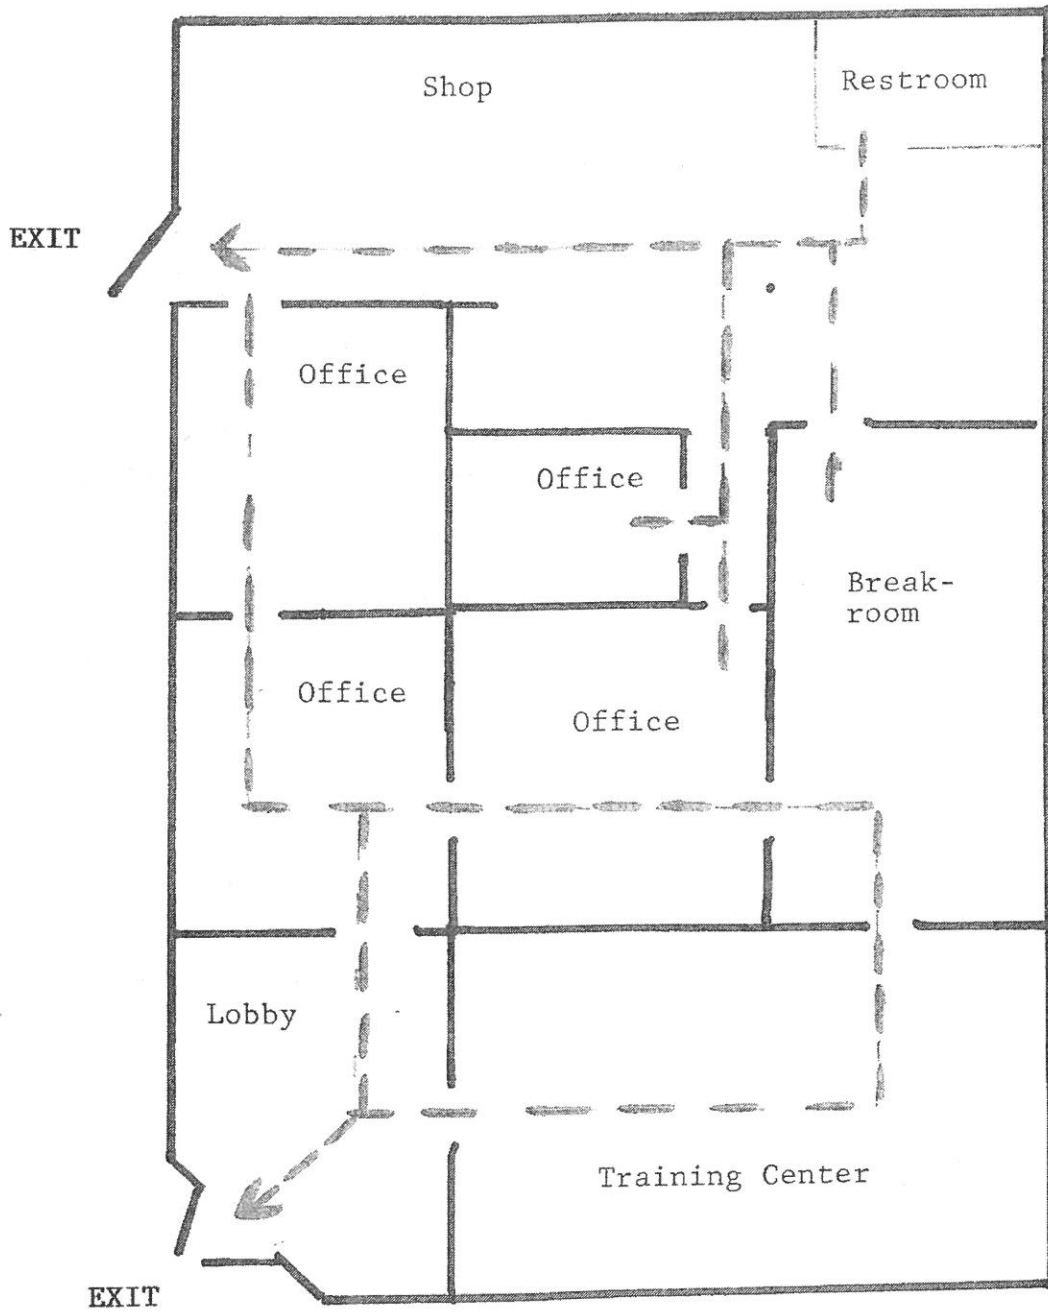 Shop
Restroom
EXIT
Office
Office
Break-
room
Office
Office
Lobby
Training Center
EXIT